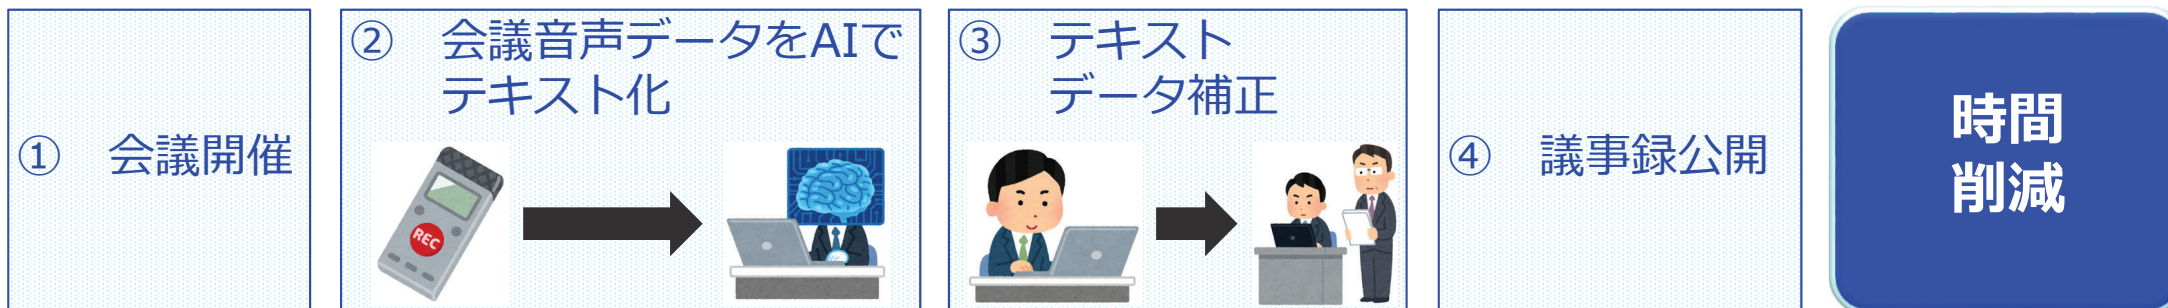 ① 会議開催
② 会議音声データをAIで
テキスト化
REC
③ テキスト
データ補正
④ 議事録公開
時間
削減